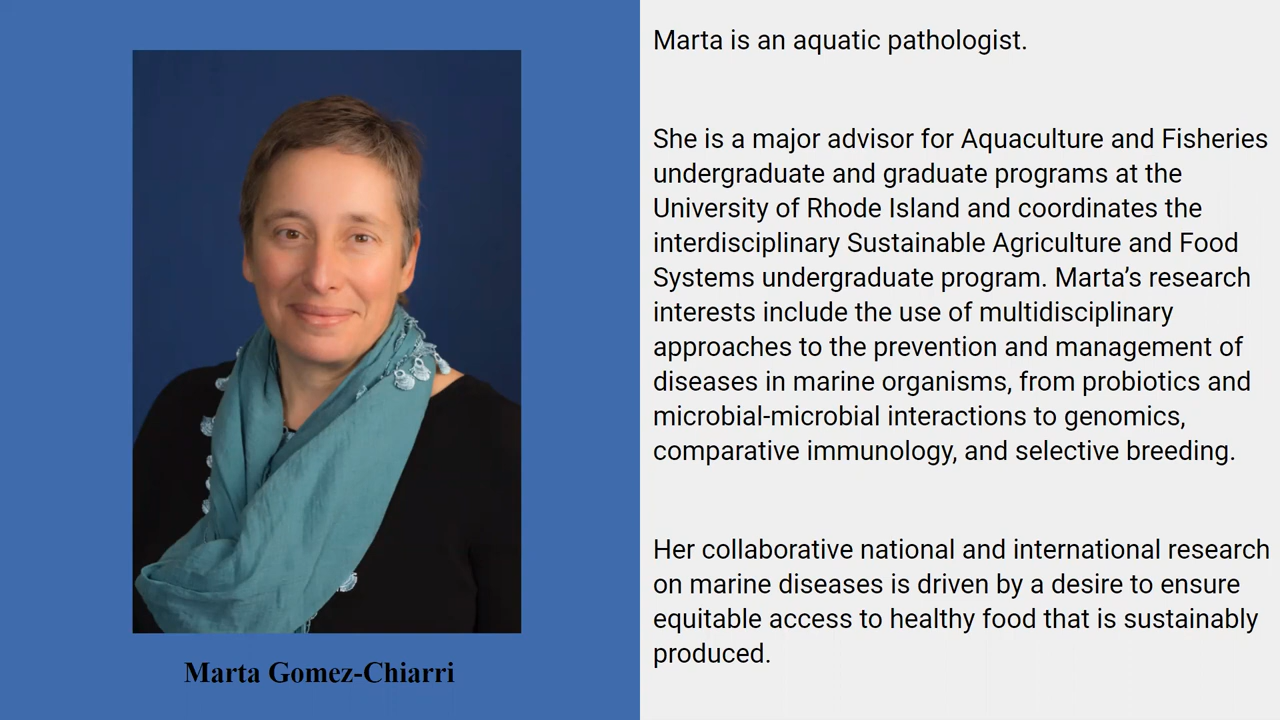 Marta Gomez-Chiarri
Marta is an aquatic pathologist.
She is a major advisor for Aquaculture and Fisheries
undergraduate and graduate programs at the
University of Rhode Island and coordinates the
interdisciplinary Sustainable Agriculture and Food
Systems undergraduate program. Marta’s research
interests include the use of multidisciplinary
approaches to the prevention and management of
diseases in marine organisms, from probiotics and
microbial-microbial interactions to genomics,
comparative immunology, and selective breeding.
Her collaborative national and international research
on marine diseases is driven by a desire to ensure
equitable access to healthy food that is sustainably
produced.